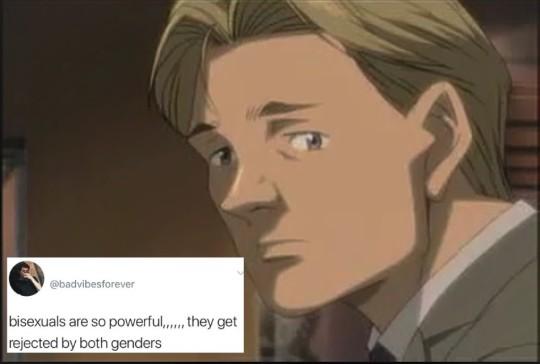 @badvibesforever
bisexuals are so powerful,,,,,, they get
rejected by both genders